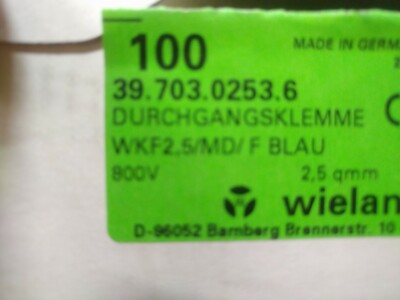 100
MADE IN GERM
39.703.0253.6
DURCHGANGSKLEMME
WKF2,5/MD/ F BLAU
800V 2,5 qmm
wielan
D-96052 Bamberg Brennerstr. 10